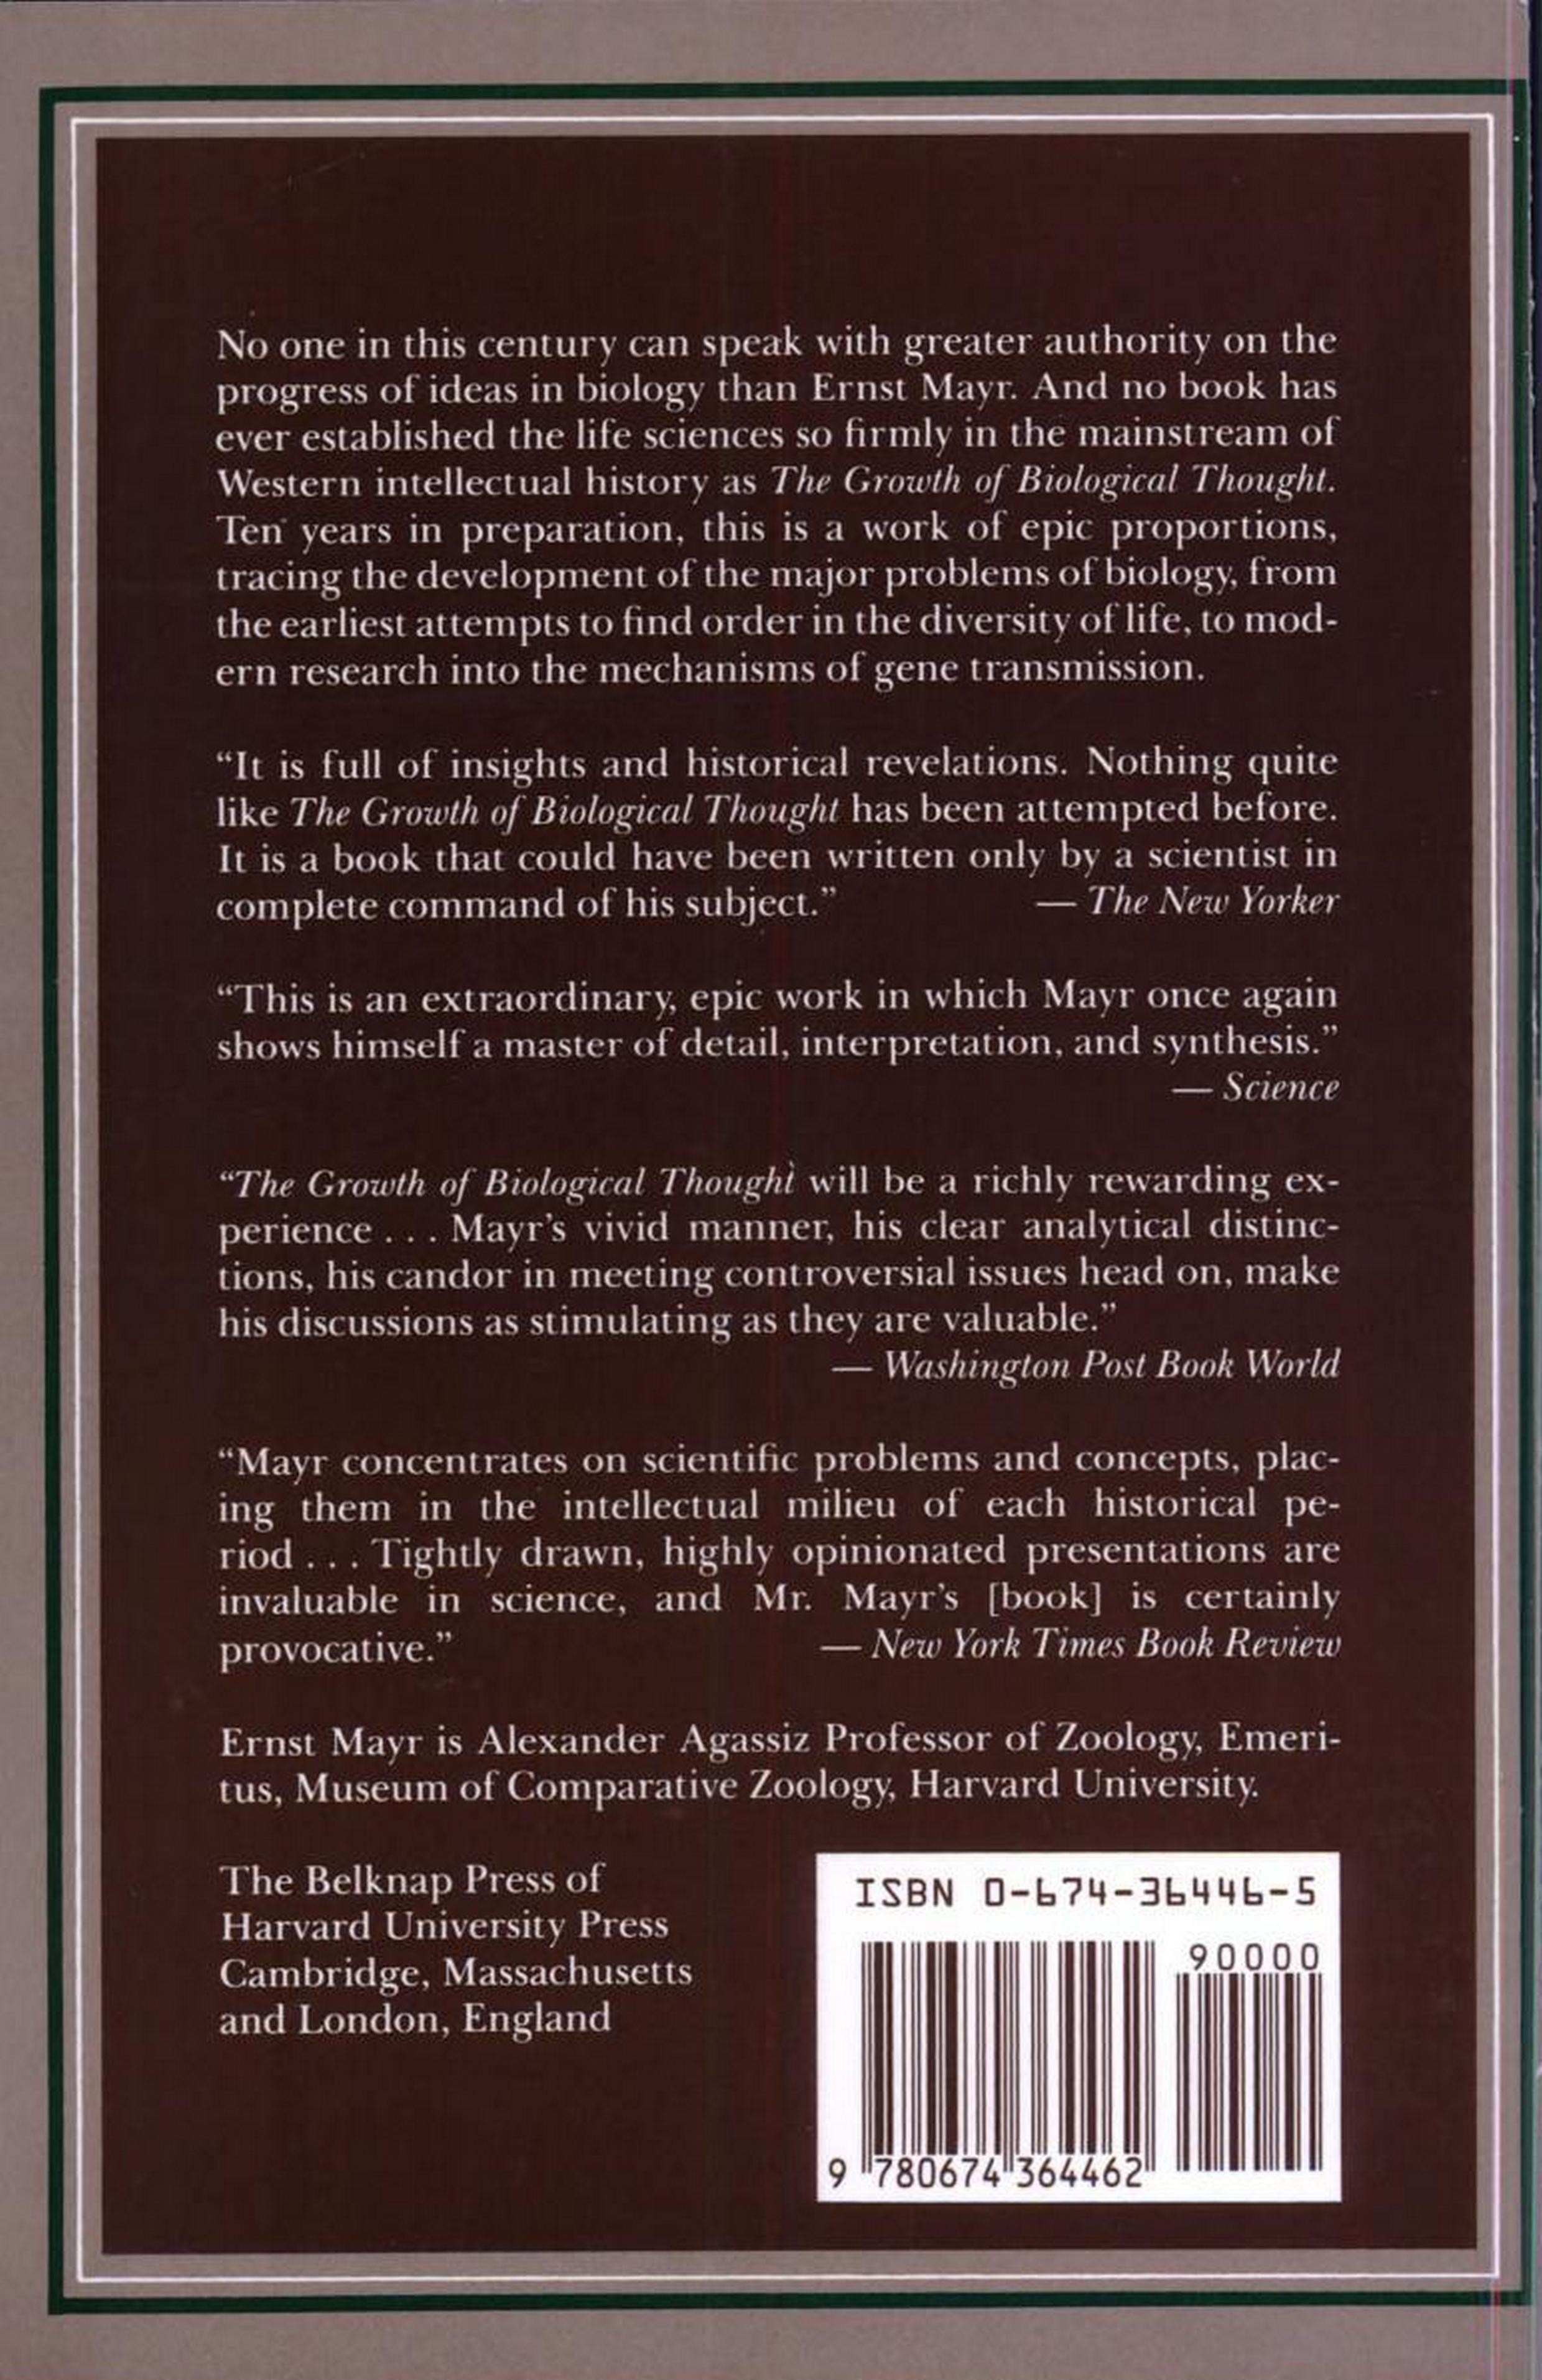 No one in this century can speak with greater authority on the
progress of ideas in biology than Ernst Mayr. And no book has
ever established the life sciences so firmly in the mainstream of
Western intellectual history as The Growth of Biological Thought.
Ten years in preparation, this is a work of epic proportions,
tracing the development of the major problems of biology, from
the earliest attempts to find order in the diversity of life, to mod-
ern research into the mechanisms of gene transmission.
“It is full of insights and historical revelations. Nothing quite
like The Growth of Biological Thought has been attempted before.
It is a book that could have been written only by a scientist in
complete command of his subject.” — The New Yorker
“This is an extraordinary, epic work in which Mayr once again
shows himself a master of detail, interpretation, and synthesis.”
— Science
“The Growth of Biological Thought will be a richly rewarding ex-
perience . . . Mayr’s vivid manner, his clear analytical distinc-
tions, his candor in meeting controversial issues head on, make
his discussions as stimulating as they are valuable.”
— Washington Post Book World
“Mayr concentrates on scientific problems and concepts, plac-
ing them in the intellectual milieu of each historical pe-
riod . . . Tightly drawn, highly opinionated presentations are
invaluable in science, and Mr. Mayr’s [book] is certainly
provocative.” — New York Times Book Review
Ernst Mayr is Alexander Agassiz Professor of Zoology, Emeri-
tus, Museum of Comparative Zoology, Harvard University.
The Belknap Press of
Harvard University Press
Cambridge, Massachusetts
and London, England
ISBN 0-674-36446-5
90000
9 780674 364462